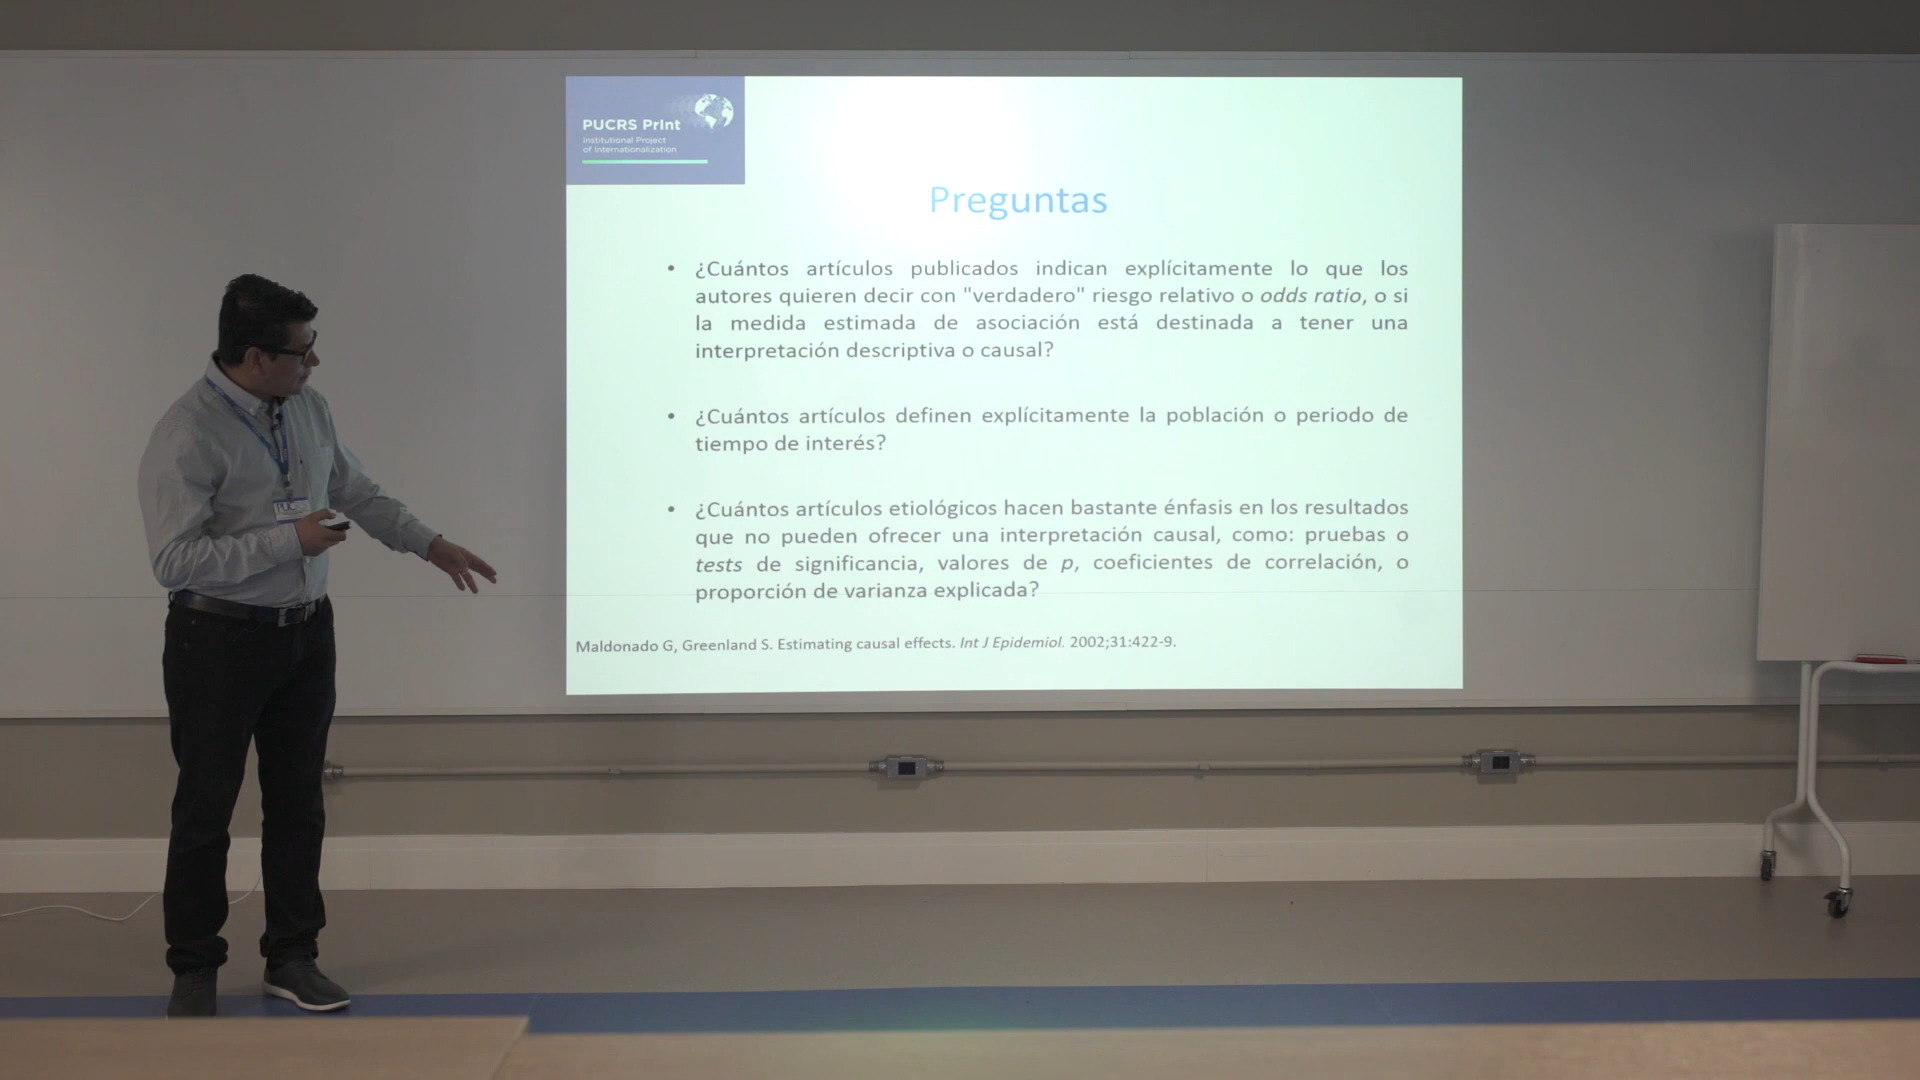 PUCRS PrInt
Institutional Project
of Internationalization
Preguntas
• ¿Cuántos artículos publicados indican explícitamente lo que los
autores quieren decir con "verdadero" riesgo relativo o odds ratio, o si
la medida estimada de asociación está destinada a tener una
interpretación descriptiva o causal?
• ¿Cuántos artículos definen explícitamente la población o periodo de
tiempo de interés?
• ¿Cuántos artículos etiológicos hacen bastante énfasis en los resultados
que no pueden ofrecer una interpretación causal, como: pruebas o
tests de significancia, valores de p, coeficientes de correlación, o
proporción de varianza explicada?
Maldonado G, Greenland S. Estimating causal effects. Int J Epidemiol. 2002;31:422-9.
PUCRS